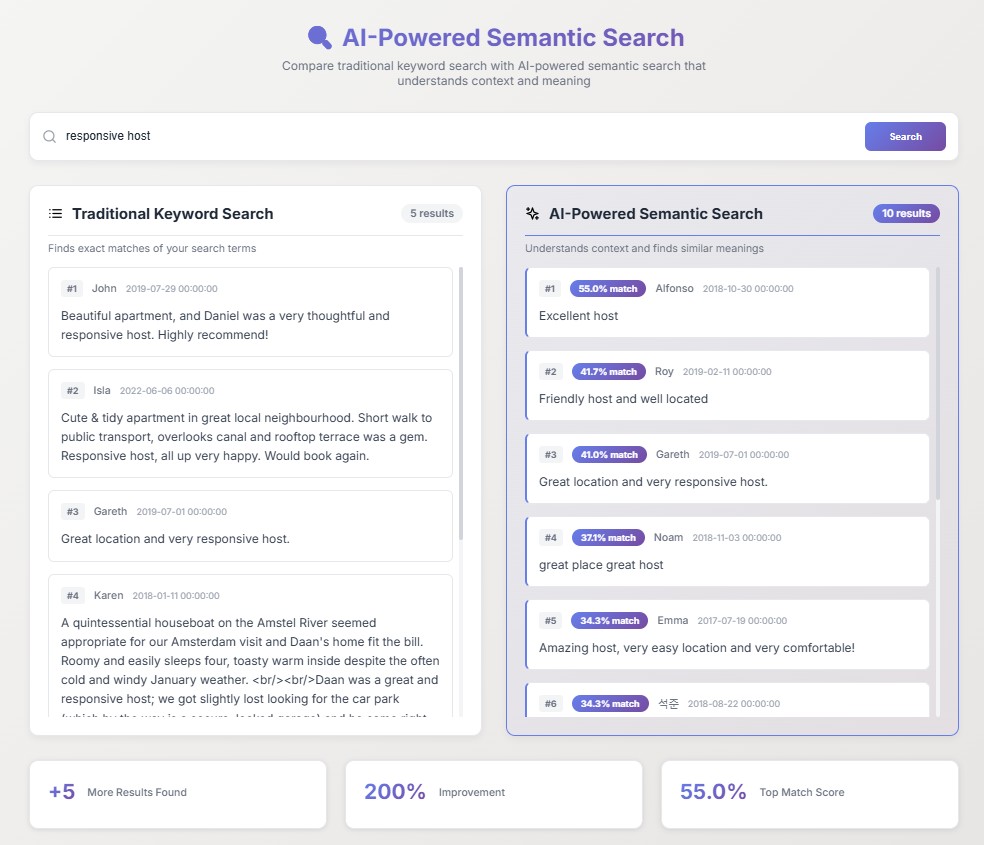 AI-Powered Semantic Search
Compare traditional keyword search with AI-powered semantic search that
understands context and meaning
responsive host
Search
Traditional Keyword Search
5 results
Finds exact matches of your search terms
#1 John 2019-07-29 00:00:00
Beautiful apartment, and Daniel was a very thoughtful and
responsive host. Highly recommend!
#2 Isla 2022-06-06 00:00:00
Cute & tidy apartment in great local neighbourhood. Short walk to
public transport, overlooks canal and rooftop terrace was a gem.
Responsive host, all up very happy. Would book again.
#3 Gareth 2019-07-01 00:00:00
Great location and very responsive host.
#4 Karen 2018-01-11 00:00:00
A quintessential houseboat on the Amstel River seemed
appropriate for our Amsterdam visit and Daan's home fit the bill.
Roomy and easily sleeps four, toasty warm inside despite the often
cold and windy January weather. <br/><br/>Daan was a great and
responsive host; we got slightly lost looking for the car park
(which by the way is a secure, locked garage) and he came right
AI-Powered Semantic Search
10 results
Understands context and finds similar meanings
#1 55.0% match Alfonso 2018-10-30 00:00:00
Excellent host
#2 41.7% match Roy 2019-02-11 00:00:00
Friendly host and well located
#3 41.0% match Gareth 2019-07-01 00:00:00
Great location and very responsive host.
#4 37.1% match Noam 2018-11-03 00:00:00
great place great host
#5 34.3% match Emma 2017-07-19 00:00:00
Amazing host, very easy location and very comfortable!
#6 34.3% match 석준 2018-08-22 00:00:00
+5 More Results Found
200% Improvement
55.0% Top Match Score